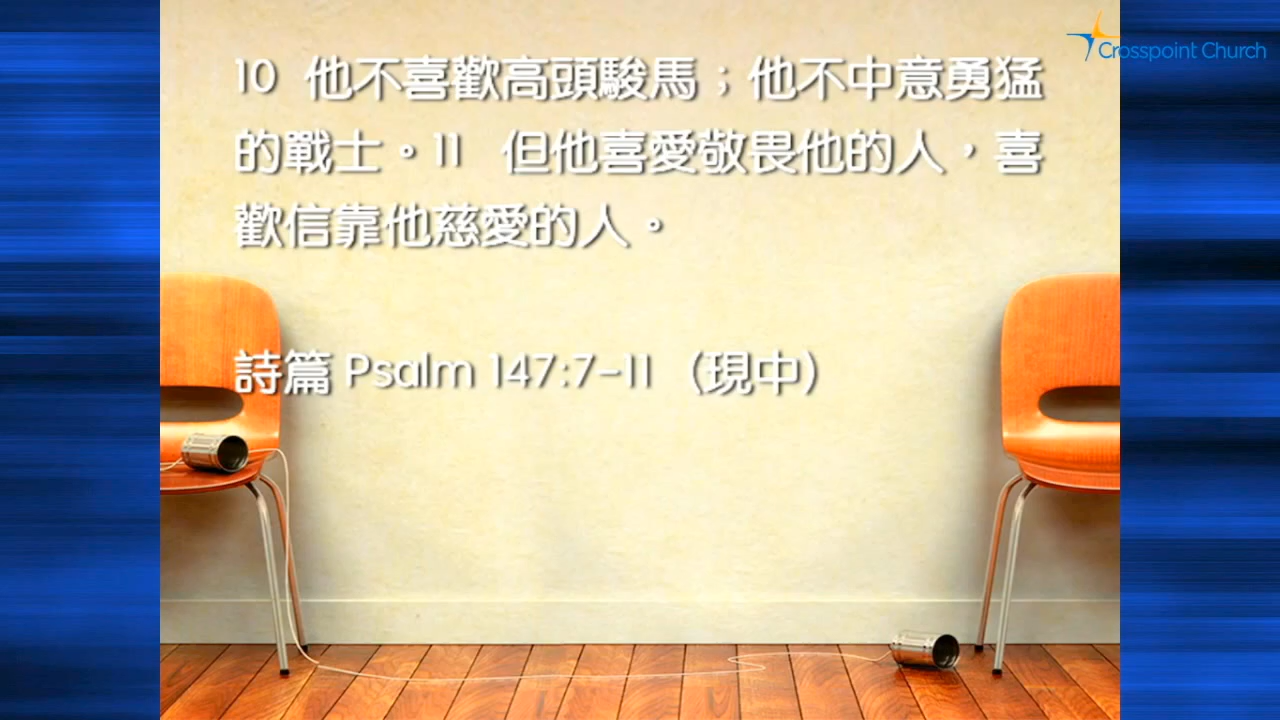 Crosspoint Church
10 他不喜歡高頭駿馬；他不中意勇猛
的戰士。11 但他喜愛敬畏他的人，喜
歡信靠他慈愛的人。
詩篇 Psalm 147:7-11 (現中)